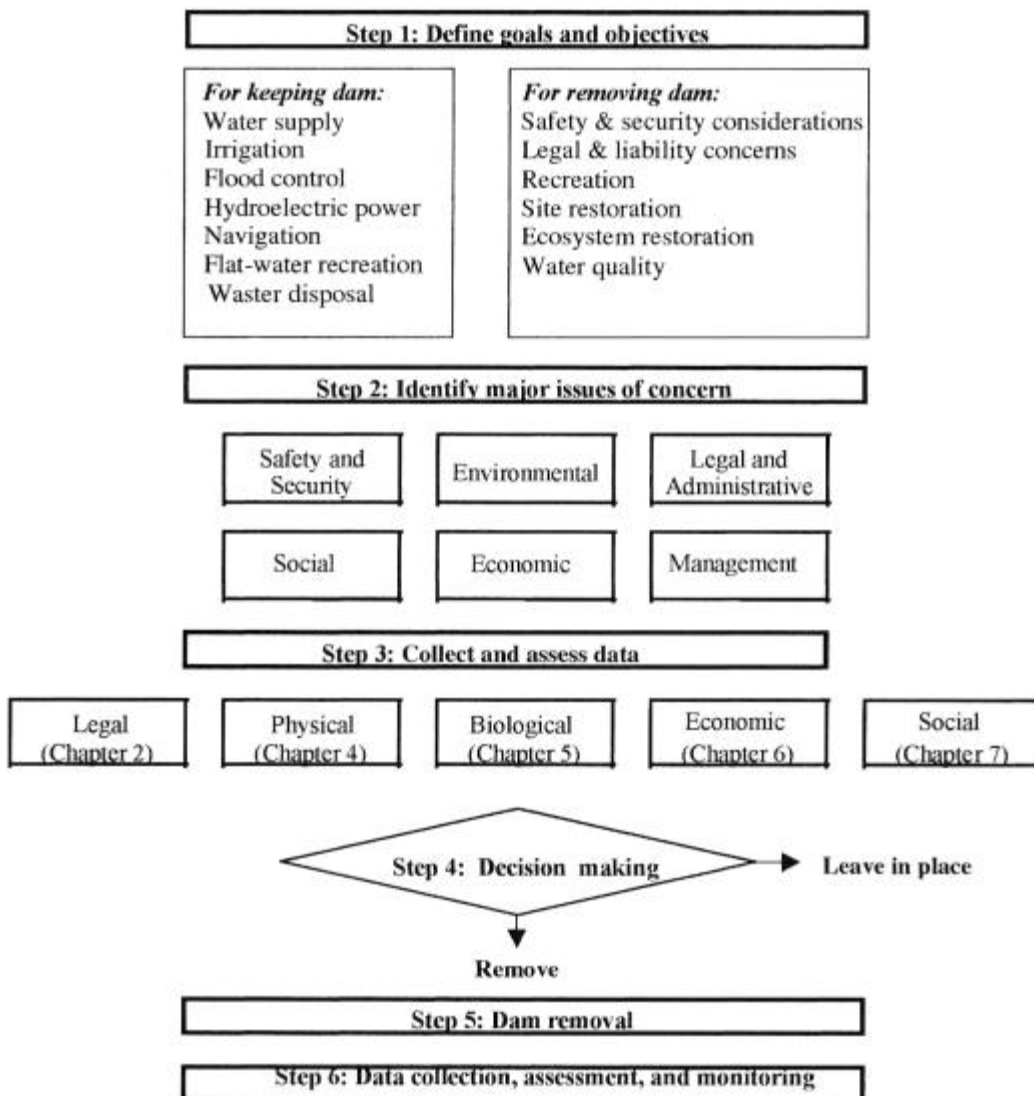 Step 1: Define goals and objectives
For keeping dam:
Water supply
Irrigation
Flood control
Hydroelectric power
Navigation
Flat-water recreation
Waster disposal
For removing dam:
Safety & security considerations
Legal & liability concerns
Recreation
Site restoration
Ecosystem restoration
Water quality
Step 2: Identify major issues of concern
Safety and
Security
Environmental
Legal and
Administrative
Social
Economic
Management
Step 3: Collect and assess data
Legal
(Chapter 2)
Physical
(Chapter 4)
Biological
(Chapter 5)
Economic
(Chapter 6)
Social
(Chapter 7)
Step 4: Decision making
Leave in place
Remove
Step 5: Dam removal
Step 6: Data collection, assessment, and monitoring